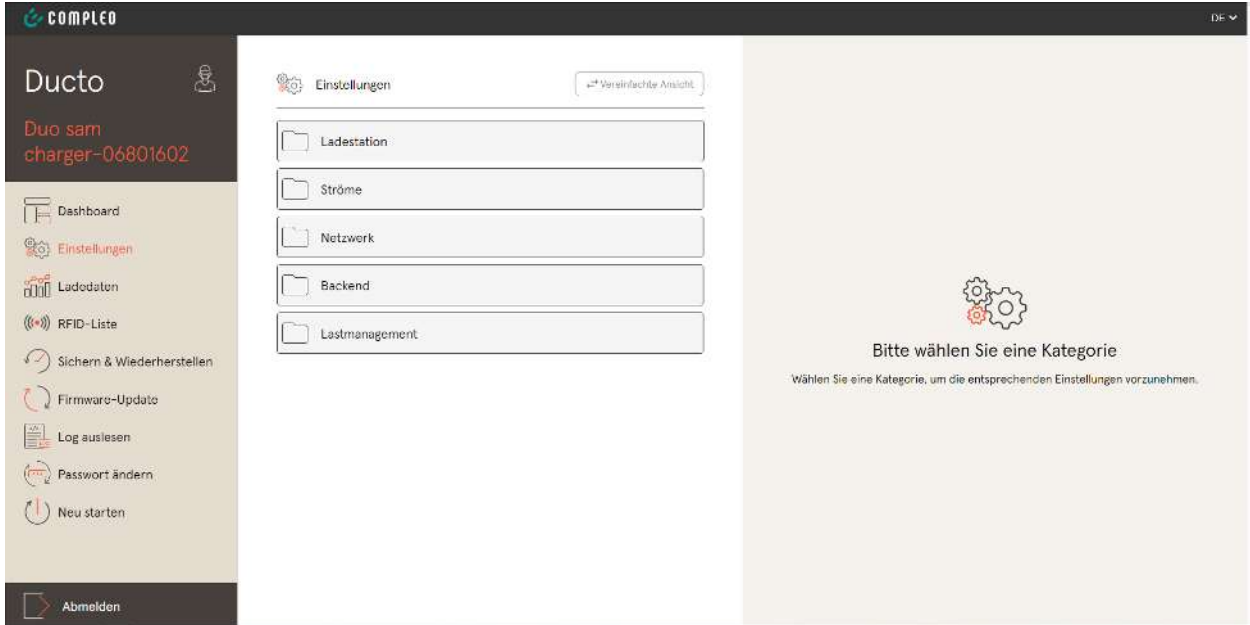 COMPLEO
DE
Ducto
Duo sam
charger-06801602
Dashboard
Einstellungen
Ladedaten
RFID-Liste
Sichern & Wiederherstellen
Firmware-Update
Log auslesen
Passwort ändern
Neu starten
Abmelden
Einstellungen
Vereinfachte Ansicht
Ladestation
Ströme
Netzwerk
Backend
Lastmanagement
Bitte wählen Sie eine Kategorie
Wählen Sie eine Kategorie, um die entsprechenden Einstellungen vorzunehmen.